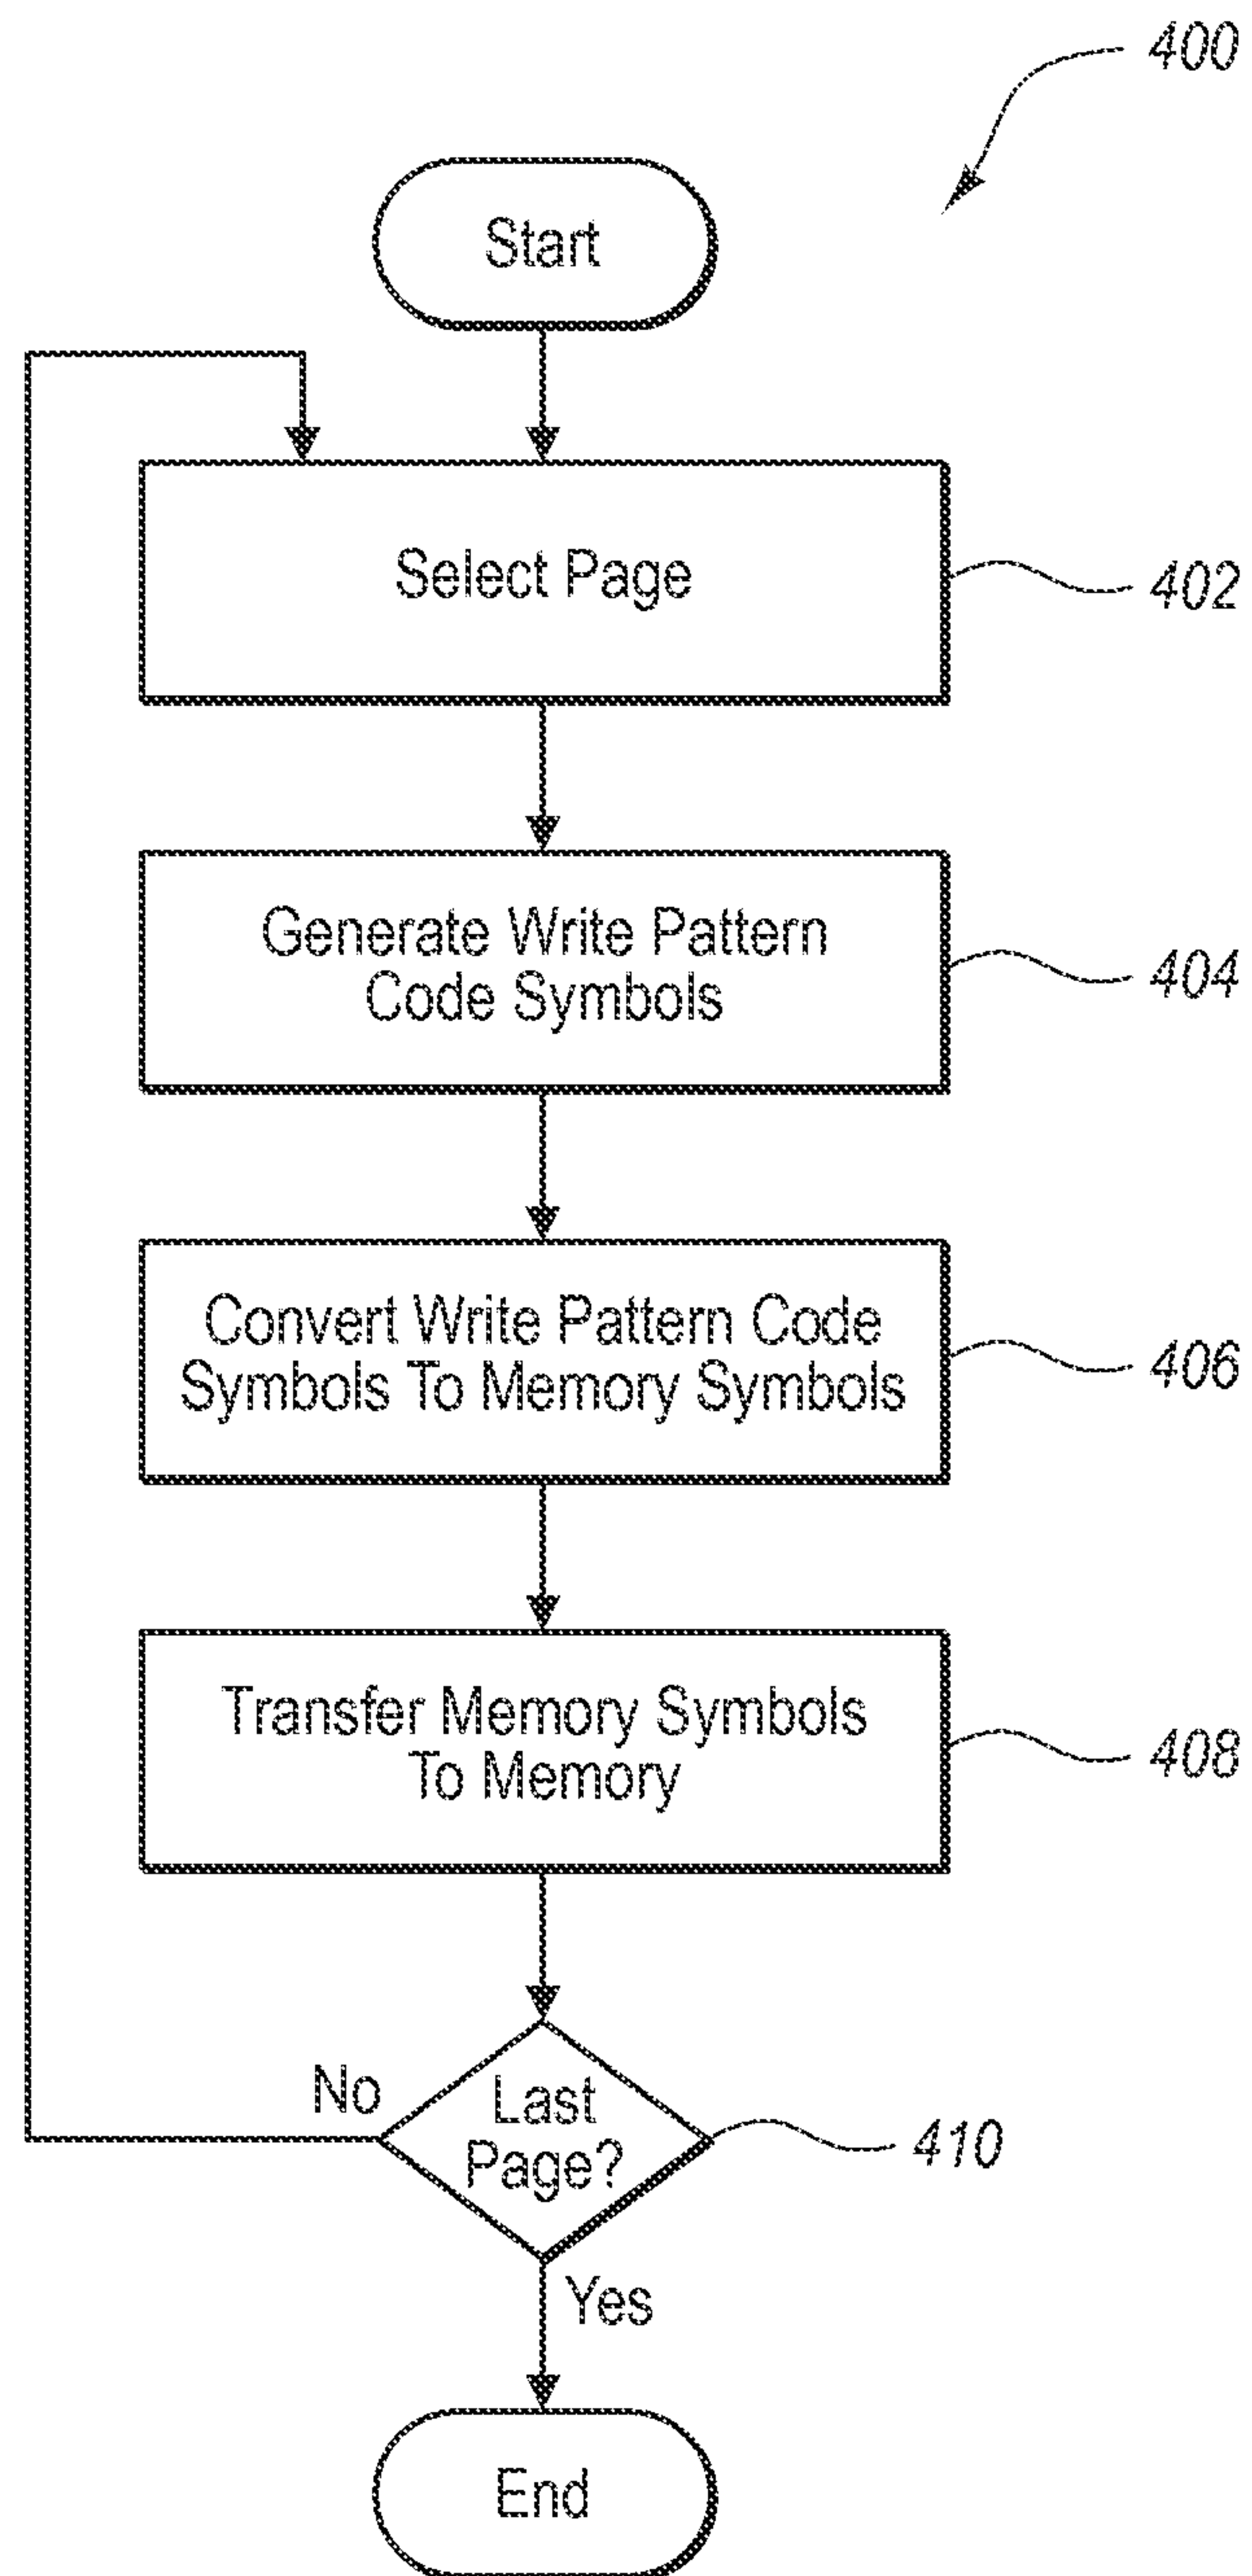 400
Start
Select Page
402
Generate Write Pattern
Code Symbols
404
Convert Write Pattern Code
Symbols To Memory Symbols
406
Transfer Memory Symbols
To Memory
408
No
Last
Page?
410
Yes
End